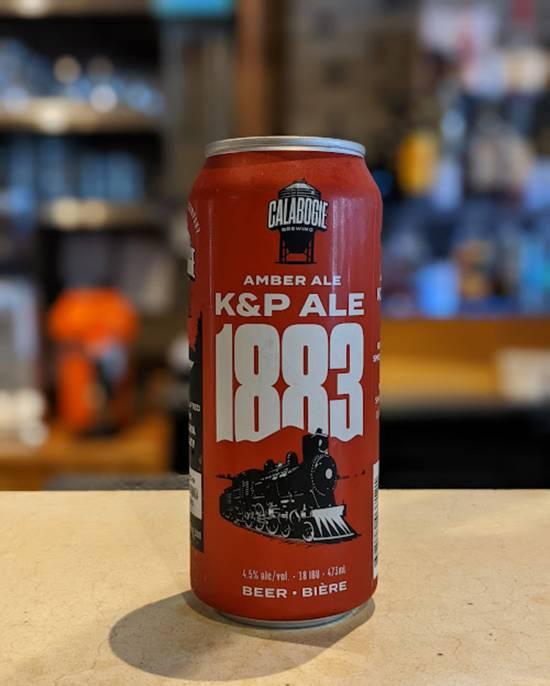 CALABOGIE
BREWING
AMBER ALE
K&P ALE
1883
4.5% alc/vol. · 18 IBU · 473mL
BEER · BIÈRE